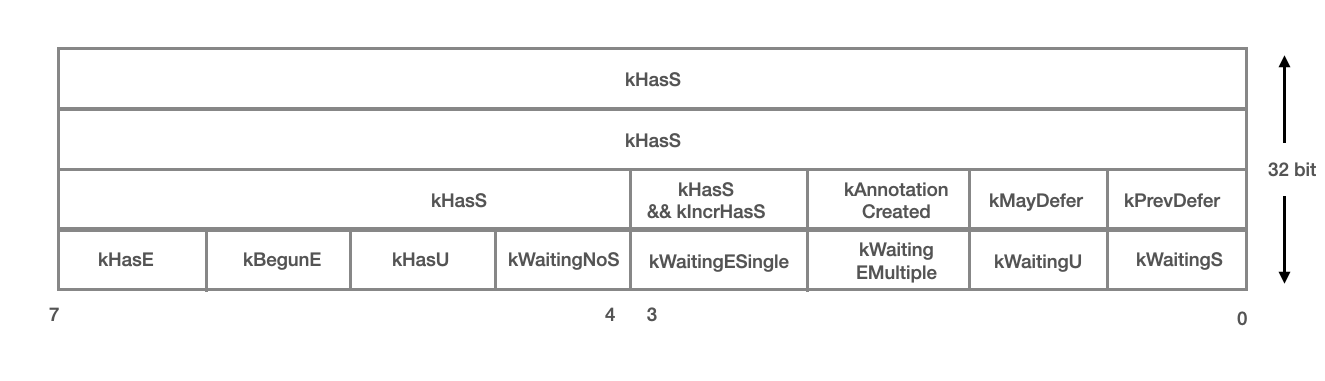 kHasS
kHasS
32 bit
kHasS
kHasS
&& kIncrHasS
kAnnotation
Created
kMayDefer
kPrevDefer
kHasE
kBegunE
kHasU
kWaitingNoS
kWaitingESingle
kWaiting
EMultiple
kWaitingU
kWaitingS
7
4
3
0